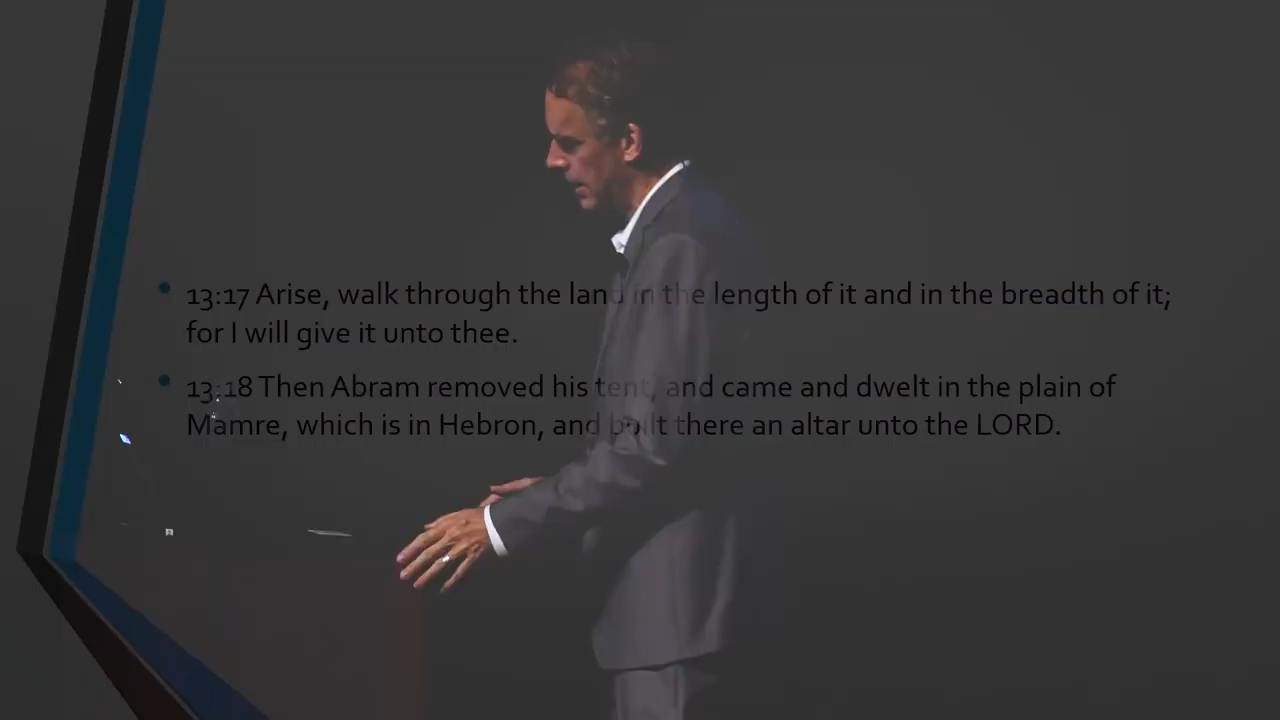 13:17 Arise, walk through the land in the length of it and in the breadth of it;
for I will give it unto thee.
13:18 Then Abram removed his tent, and came and dwelt in the plain of
Mamre, which is in Hebron, and built there an altar unto the LORD.